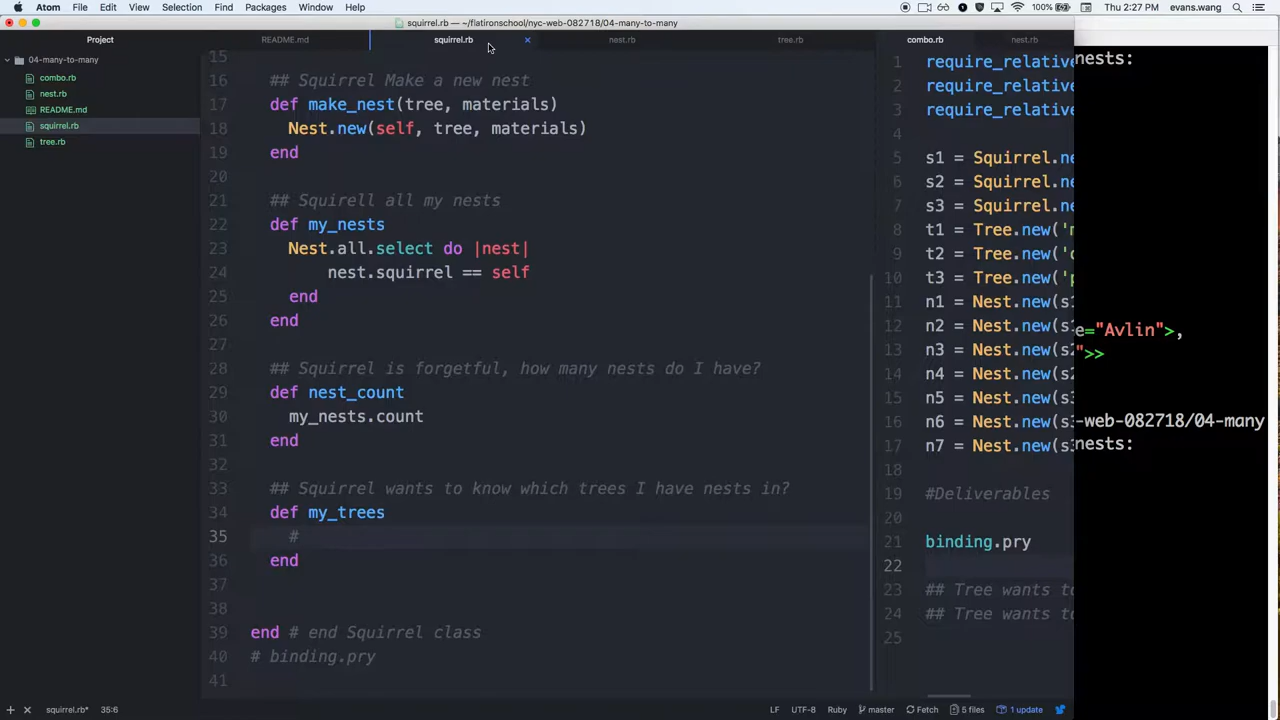 Atom File Edit View Selection Find Packages Window Help
100% Thu 2:27 PM evans.wang
squirrel.rb — ~/flatironschool/nyc-web-082718/04-many-to-many
Project
README.md squirrel.rb nest.rb tree.rb combo.rb nest.rb
04-many-to-many
combo.rb
nest.rb
README.md
squirrel.rb
tree.rb
15
16 ## Squirrel Make a new nest
17 def make_nest(tree, materials)
18 Nest.new(self, tree, materials)
19 end
20
21 ## Squirell all my nests
22 def my_nests
23 Nest.all.select do |nest|
24 nest.squirrel == self
25 end
26 end
27
28 ## Squirrel is forgetful, how many nests do I have?
29 def nest_count
30 my_nests.count
31 end
32
33 ## Squirrel wants to know which trees I have nests in?
34 def my_trees
35 #
36 end
37
38
39 end # end Squirrel class
40 # binding.pry
41
1 require_relative
2 require_relative
3 require_relative
4
5 s1 = Squirrel.ne
6 s2 = Squirrel.ne
7 s3 = Squirrel.ne
8 t1 = Tree.new('m
9 t2 = Tree.new('o
10 t3 = Tree.new('p
11 n1 = Nest.new(s1
12 n2 = Nest.new(s1
13 n3 = Nest.new(s2
14 n4 = Nest.new(s2
15 n5 = Nest.new(s3
16 n6 = Nest.new(s3
17 n7 = Nest.new(s3
18
19 #Deliverables
20
21 binding.pry
22
23 ## Tree wants to
24 ## Tree wants to
25
nests:
e="Avlin">,
">>
-web-082718/04-many
nests:
squirrel.rb* 35:6
LF UTF-8 Ruby master Fetch 5 files 1 update